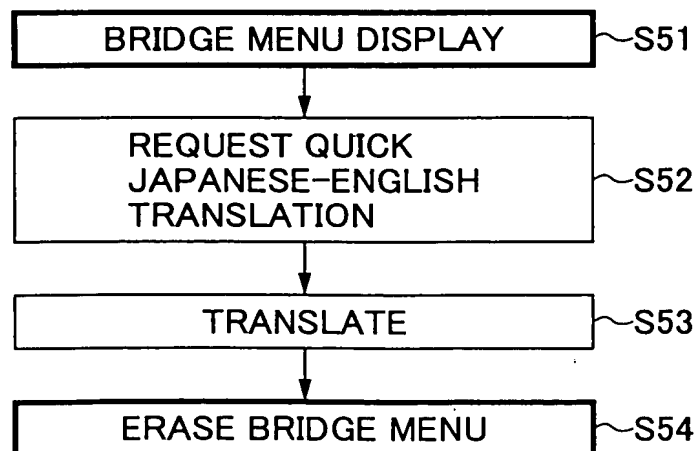 BRIDGE MENU DISPLAY S51
REQUEST QUICK
JAPANESE-ENGLISH S52
TRANSLATION
TRANSLATE S53
ERASE BRIDGE MENU S54